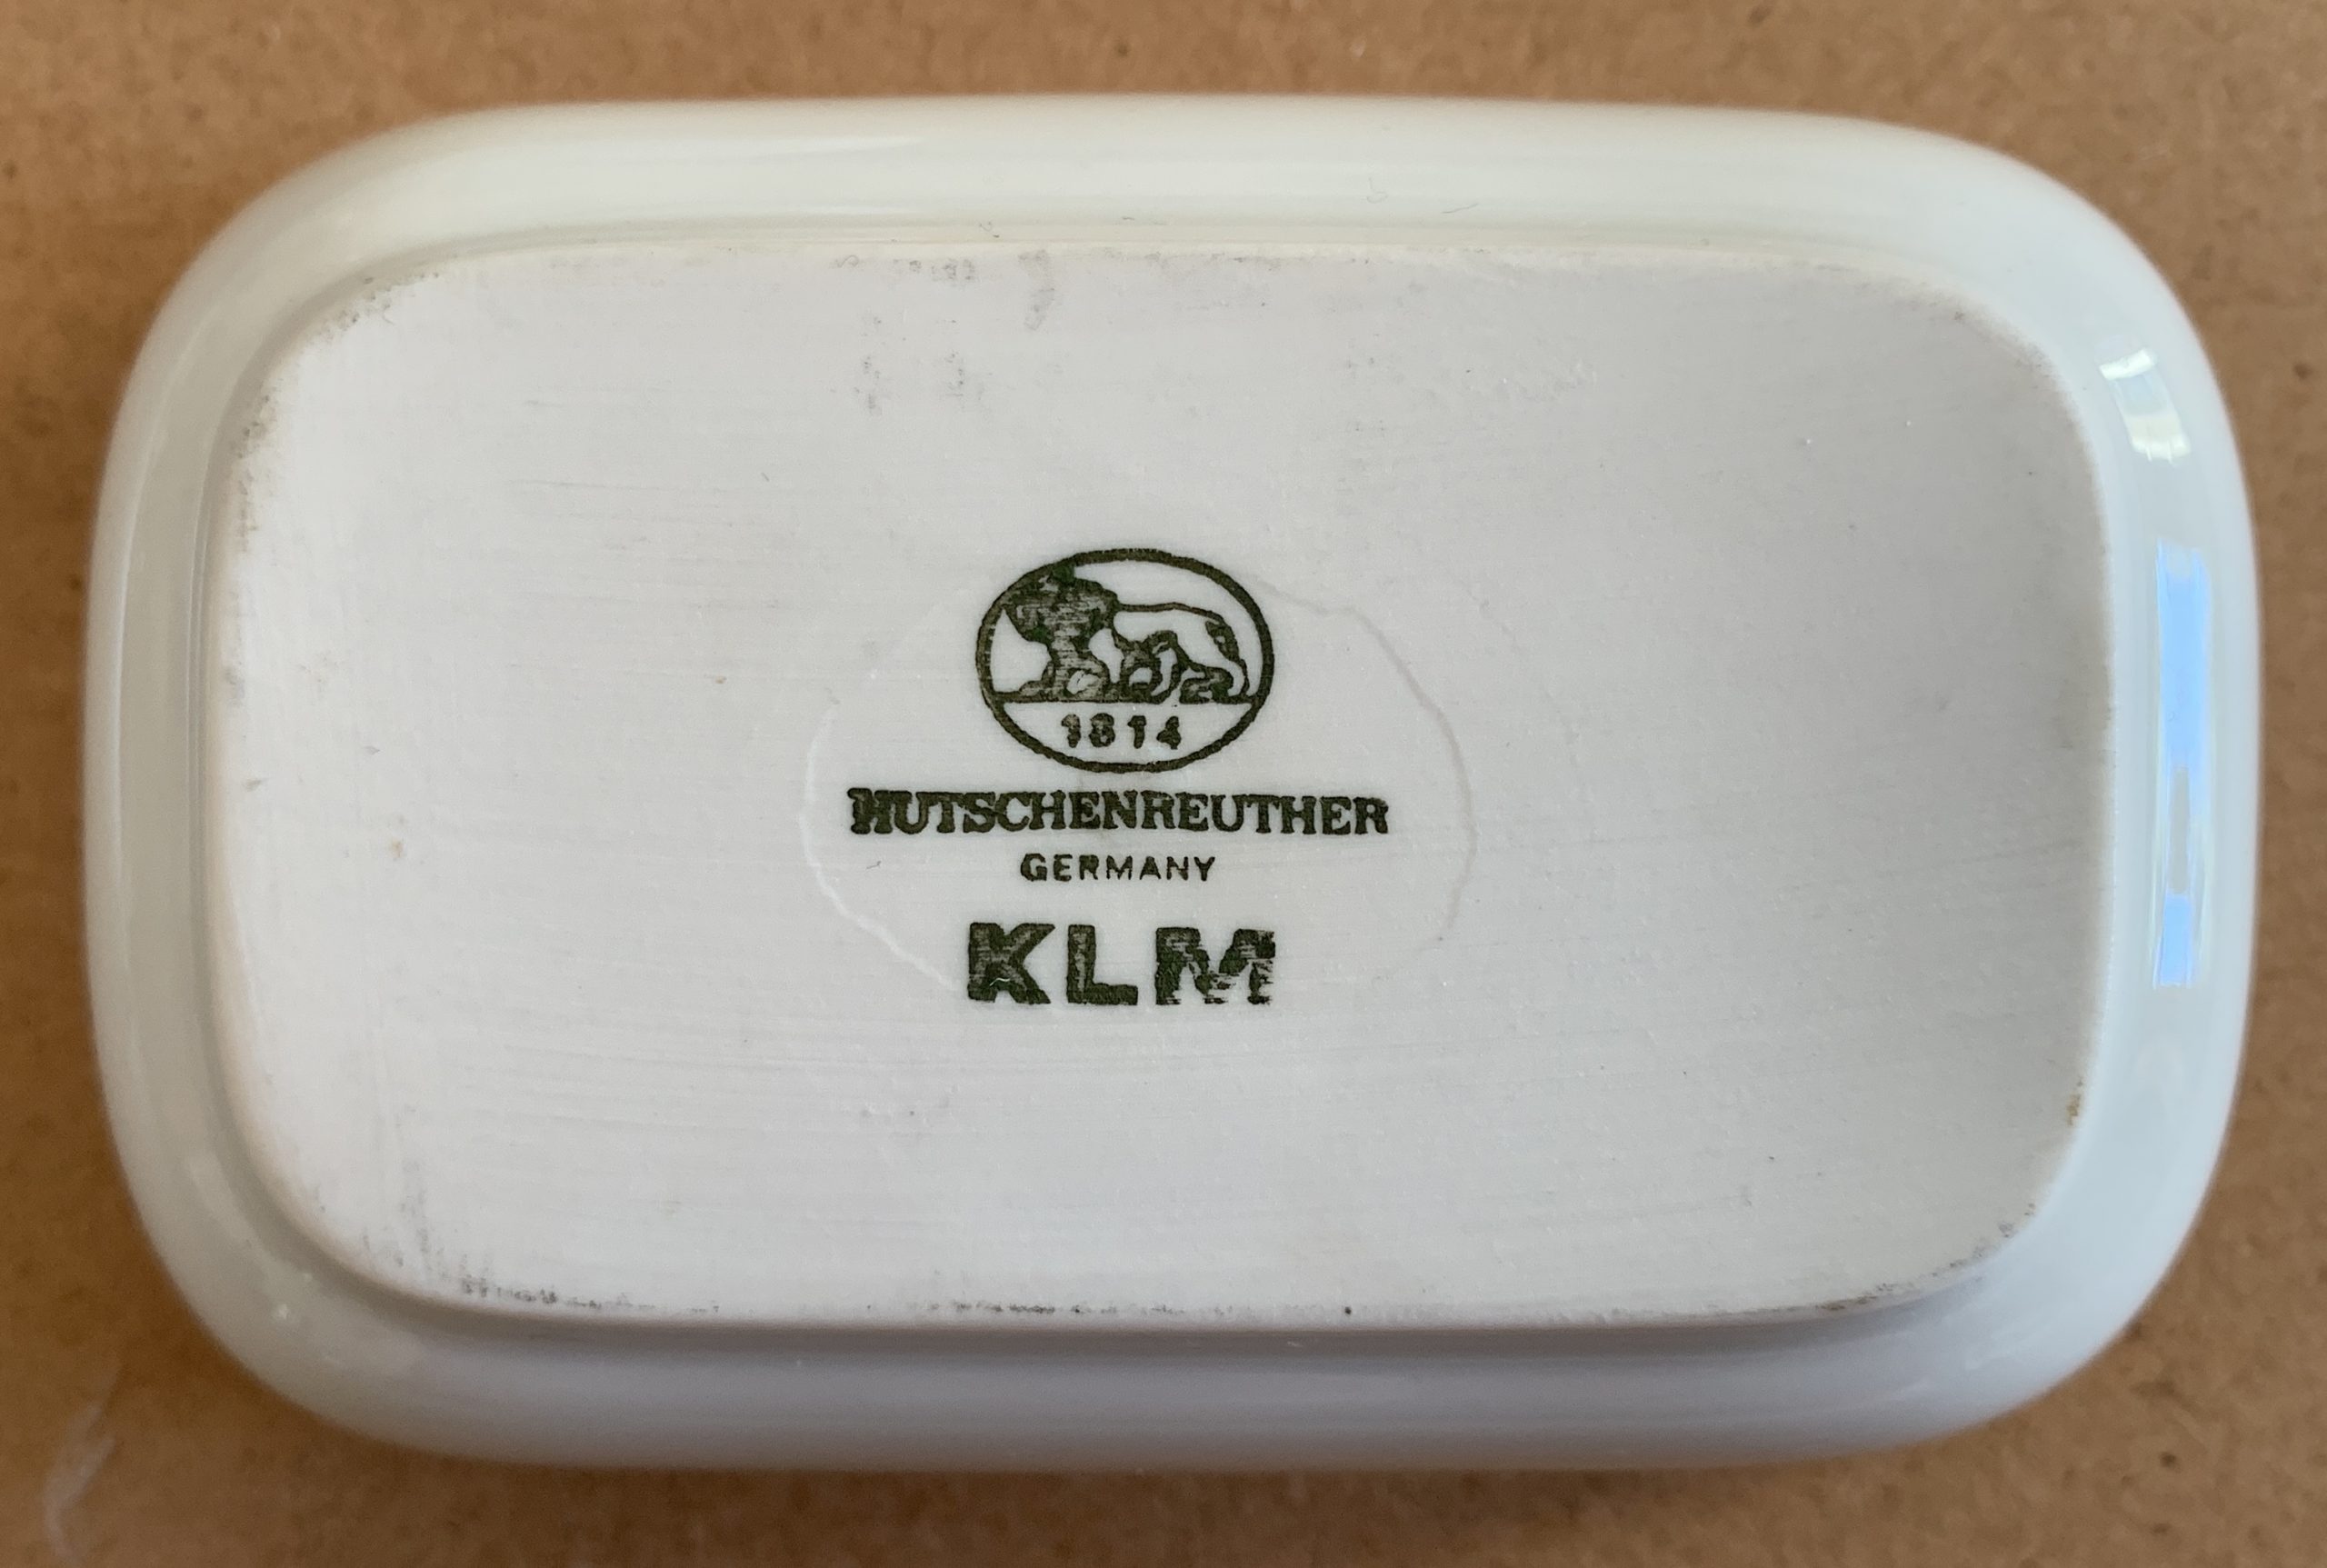 1814
HUTSCHENREUTHER
GERMANY
KLM